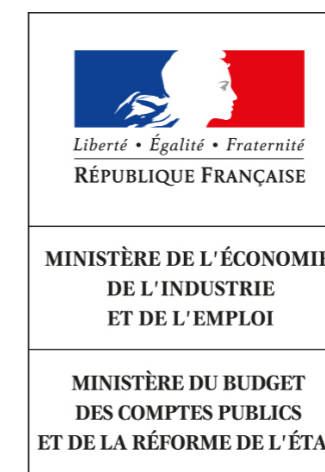 Liberté • Égalité • Fraternité
RÉPUBLIQUE FRANÇAISE
MINISTÈRE DE L'ÉCONOMIE
DE L'INDUSTRIE
ET DE L'EMPLOI
MINISTÈRE DU BUDGET
DES COMPTES PUBLICS
ET DE LA RÉFORME DE L'ÉTA